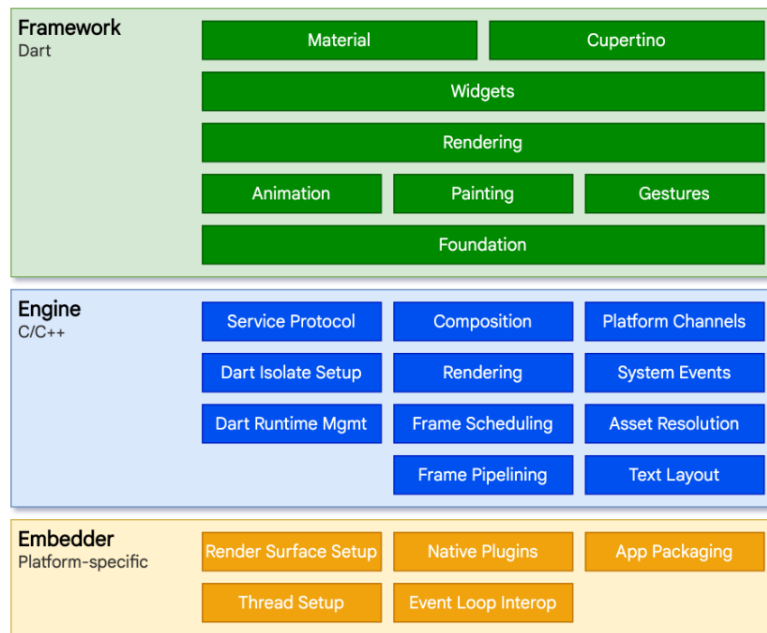 Framework
Dart
Material
Cupertino
Widgets
Rendering
Animation
Painting
Gestures
Foundation
Engine
C/C++
Service Protocol
Composition
Platform Channels
Dart Isolate Setup
Rendering
System Events
Dart Runtime Mgmt
Frame Scheduling
Asset Resolution
Frame Pipelining
Text Layout
Embedder
Platform-specific
Render Surface Setup
Native Plugins
App Packaging
Thread Setup
Event Loop Interop